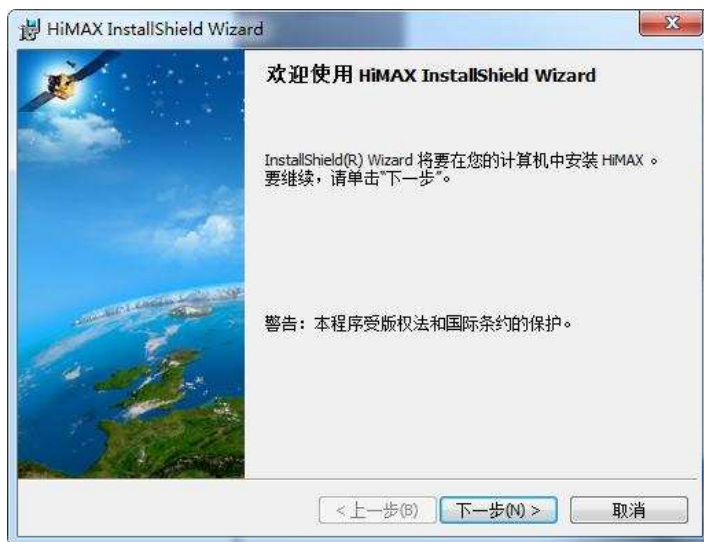 HiMAX InstallShield Wizard
欢迎使用 HiMAX InstallShield Wizard
InstallShield(R) Wizard 将要在您的计算机中安装 HiMAX 。
要继续，请单击“下一步”。
警告：本程序受版权法和国际条约的保护。
< 上一步(B) 下一步(N) > 取消